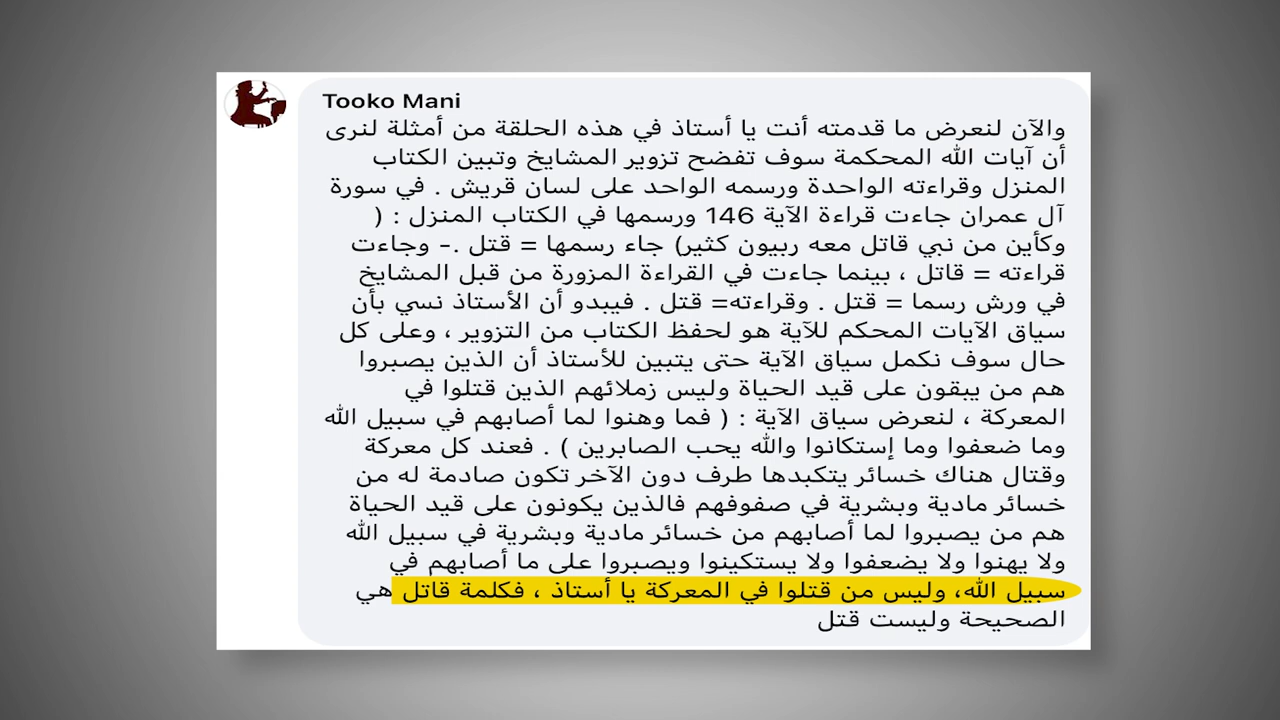 Tooko Mani
والآن لنعرض ما قدمته أنت يا أستاذ في هذه الحلقة من أمثلة لنرى
أن آيات الله المحكمة سوف تفضح تزوير المشايخ وتبين الكتاب
المنزل وقراءته الواحدة ورسمه الواحد على لسان قريش . في سورة
آل عمران جاءت قراءة الآية 146 ورسمها في الكتاب المنزل : (
وكأين من نبي قاتل معه ربيون كثير) جاء رسمها = قتل .- وجاءت
قراءته = قاتل ، بينما جاءت في القراءة المزورة من قبل المشايخ
في ورش رسما = قتل . وقراءته= قتل . فيبدو أن الأستاذ نسي بأن
سياق الآيات المحكم للآية هو لحفظ الكتاب من التزوير ، وعلى كل
حال سوف نكمل سياق الآية حتى يتبين للأستاذ أن الذين يصبروا
هم من يبقون على قيد الحياة وليس زملائهم الذين قتلوا في
المعركة ، لنعرض سياق الآية : ( فما وهنوا لما أصابهم في سبيل الله
وما ضعفوا وما إستكانوا والله يحب الصابرين ) . فعند كل معركة
وقتال هناك خسائر يتكبدها طرف دون الآخر تكون صادمة له من
خسائر مادية وبشرية في صفوفهم فالذين يكونون على قيد الحياة
هم من يصبروا لما أصابهم من خسائر مادية وبشرية في سبيل الله
ولا يهنوا ولا يضعفوا ولا يستكينوا ويصبروا على ما أصابهم في
سبيل الله، وليس من قتلوا في المعركة يا أستاذ ، فكلمة قاتل هي
الصحيحة وليست قتل